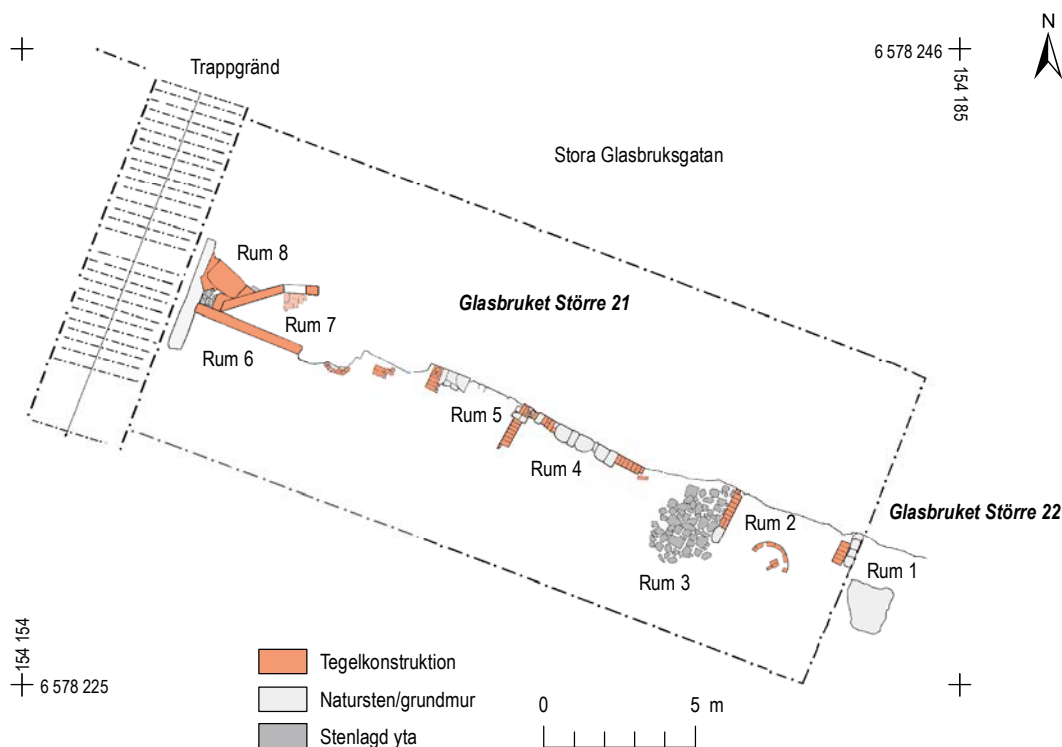 N
6 578 246
154 185
Trappgränd
Stora Glasbruksgatan
Rum 8
Glasbruket Större 21
Rum 7
Rum 6
Rum 5
Rum 4
Glasbruket Större 22
Rum 2
Rum 1
Rum 3
154 154
6 578 225
Tegelkonstruktion
Natursten/grundmur
Stenlagd yta
0 5 m